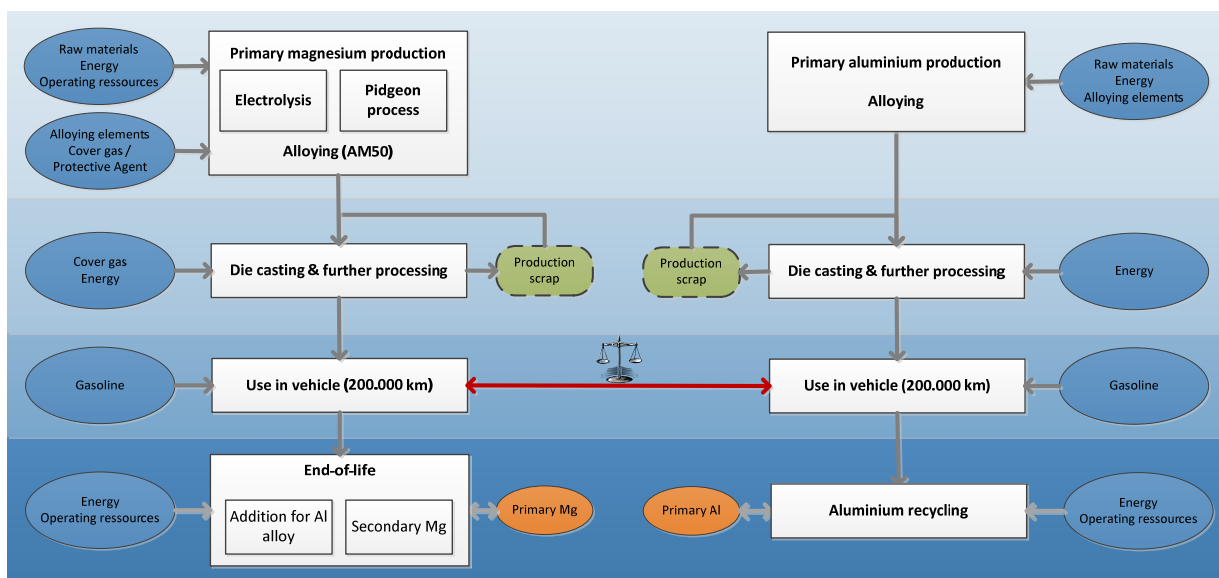 Raw materials
Energy
Operating ressources
Primary magnesium production
Electrolysis
Pidgeon
process
Alloying (AM50)
Alloying elements
Cover gas /
Protective Agent
Primary aluminium production
Alloying
Raw materials
Energy
Alloying elements
Cover gas
Energy
Die casting & further processing
Production
scrap
Production
scrap
Die casting & further processing
Energy
Gasoline
Use in vehicle (200.000 km)
Use in vehicle (200.000 km)
Gasoline
Energy
Operating ressources
End-of-life
Addition for Al
alloy
Secondary Mg
Primary Mg
Primary Al
Aluminium recycling
Energy
Operating ressources